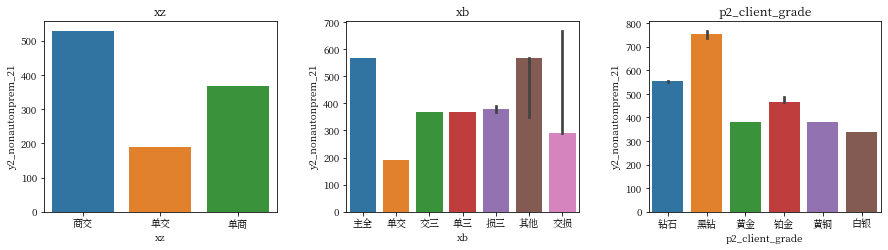 xz
y2_nonautonprem_21
500
400
300
200
100
0
商交
单交
单商
xz
xb
y2_nonautonprem_21
700
600
500
400
300
200
100
0
主全
单交
交三
单三
损三
其他
交损
xb
p2_client_grade
y2_nonautonprem_21
800
700
600
500
400
300
200
100
0
钻石
黑钻
黄金
铂金
黄铜
白银
p2_client_grade